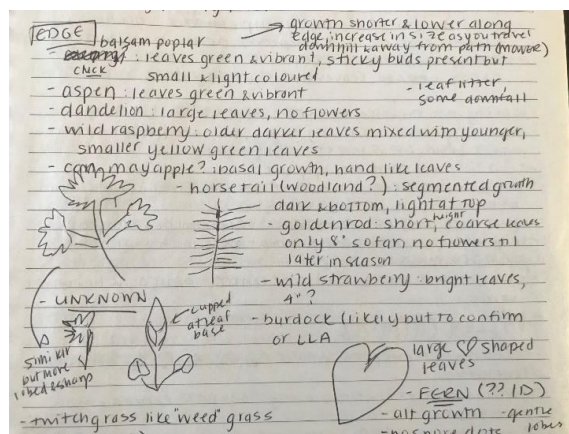 EDGE
growth shorter & lower along
edge, increase in size as you travel
downhill & away from path (mower)
balsam poplar
: leaves green & vibrant, sticky buds present but
small & light coloured
- leaf litter,
some downfall
- aspen : leaves green & vibrant
- dandelion : large leaves, no flowers
- wild raspberry : older darker leaves mixed with younger,
smaller yellow green leaves
- may apple? : basal growth, hand like leaves
- horsetail (woodland?) : segmented growth
dark @ bottom, light at top
- goldenrod : short height, coarse leaves
only 8" so far, no flowers til
later in season
- wild strawberry : bright leaves,
4"?
- burdock (likely but to confirm
or LLA
- UNKNOWN
cupped
at leaf
base
similar
but more
lobed & sharp
large ♡ shaped
leaves
- FERN (?? ID)
- alt growth - gentle
lobes
- twitchgrass like "weed" grass